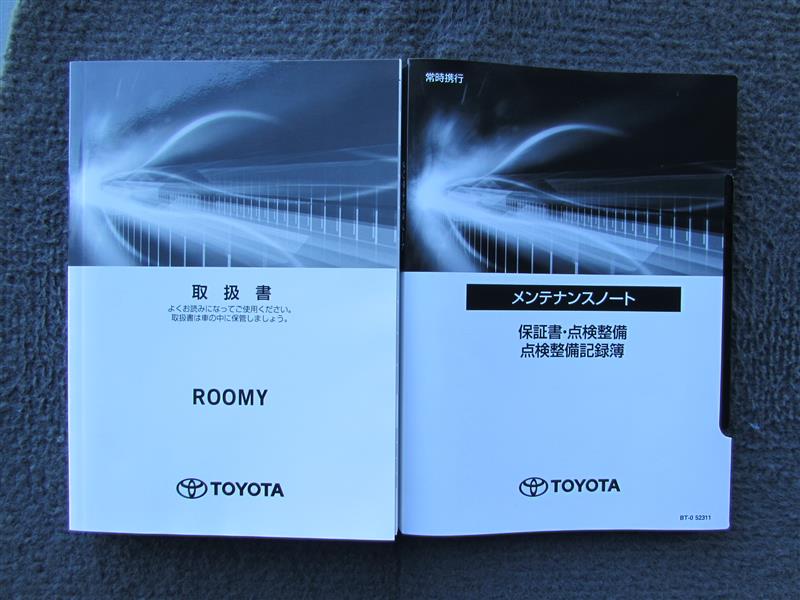 取扱書
よくお読みになってご使用ください。
取扱書は車の中に保管しましょう。
ROOMY
TOYOTA
常時携行
メンテナンスノート
保証書・点検整備
点検整備記録簿
TOYOTA
BT-0 52311